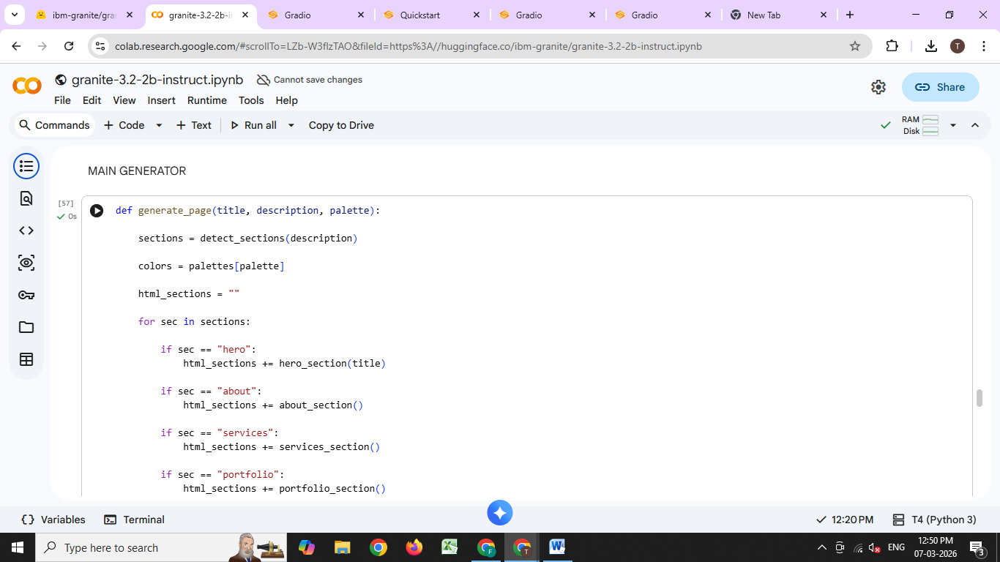 ibm-granite/gra
granite-3.2-2b-i
Gradio
Quickstart
Gradio
Gradio
New Tab
colab.research.google.com/#scrollTo=LZb-W3flzTAO&fileId=https%3A//huggingface.co/ibm-granite/granite-3.2-2b-instruct.ipynb
T
CO
granite-3.2-2b-instruct.ipynb
Cannot save changes
File Edit View Insert Runtime Tools Help
Share
Commands + Code + Text Run all Copy to Drive
RAM
Disk
MAIN GENERATOR
[57]
0s
def generate_page(title, description, palette):
sections = detect_sections(description)
colors = palettes[palette]
html_sections = ""
for sec in sections:
if sec == "hero":
html_sections += hero_section(title)
if sec == "about":
html_sections += about_section()
if sec == "services":
html_sections += services_section()
if sec == "portfolio":
html_sections += portfolio_section()
{} Variables Terminal
12:20 PM T4 (Python 3)
Type here to search
F
T
W
ENG
12:50 PM
07-03-2026
3